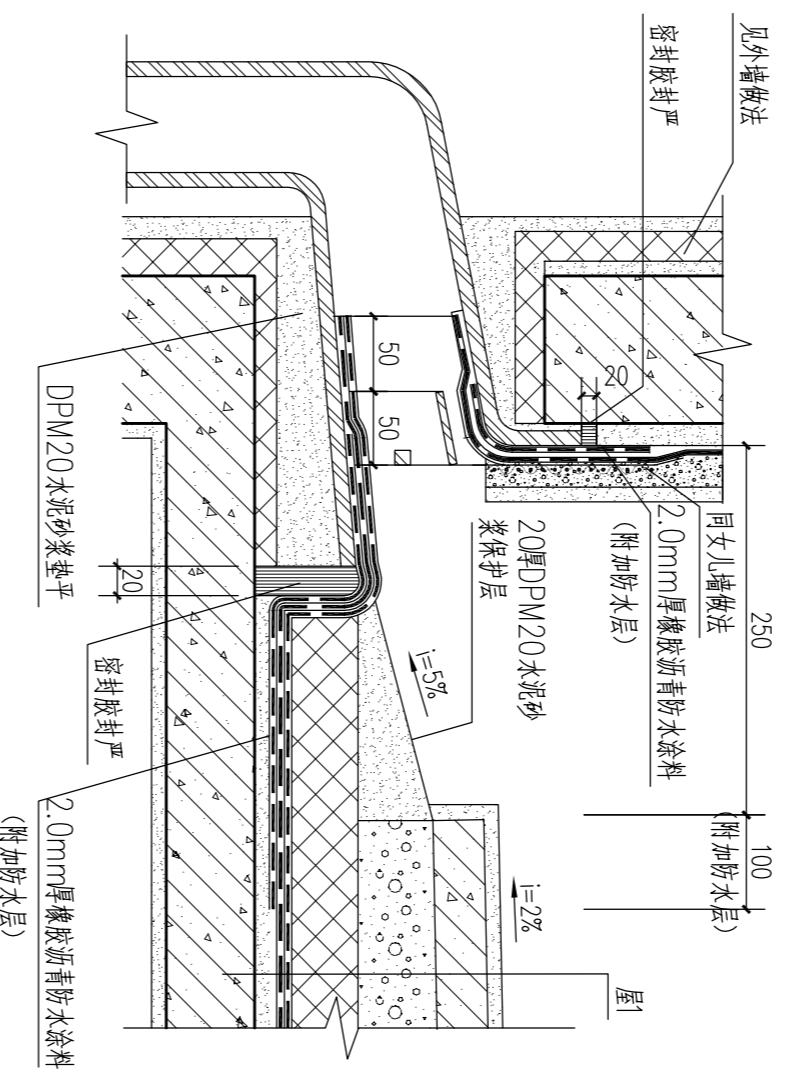 见外墙做法
密封胶封严
20
50
50
同女儿墙做法
2.0mm厚橡胶沥青防水涂料
(附加防水层)
250
100
(附加防水层)
20厚DPM20水泥砂
浆保护层
i=5%
i=2%
屋1
DPM20水泥砂浆垫平
20
密封胶封严
2.0mm厚橡胶沥青防水涂料
(附加防水层)